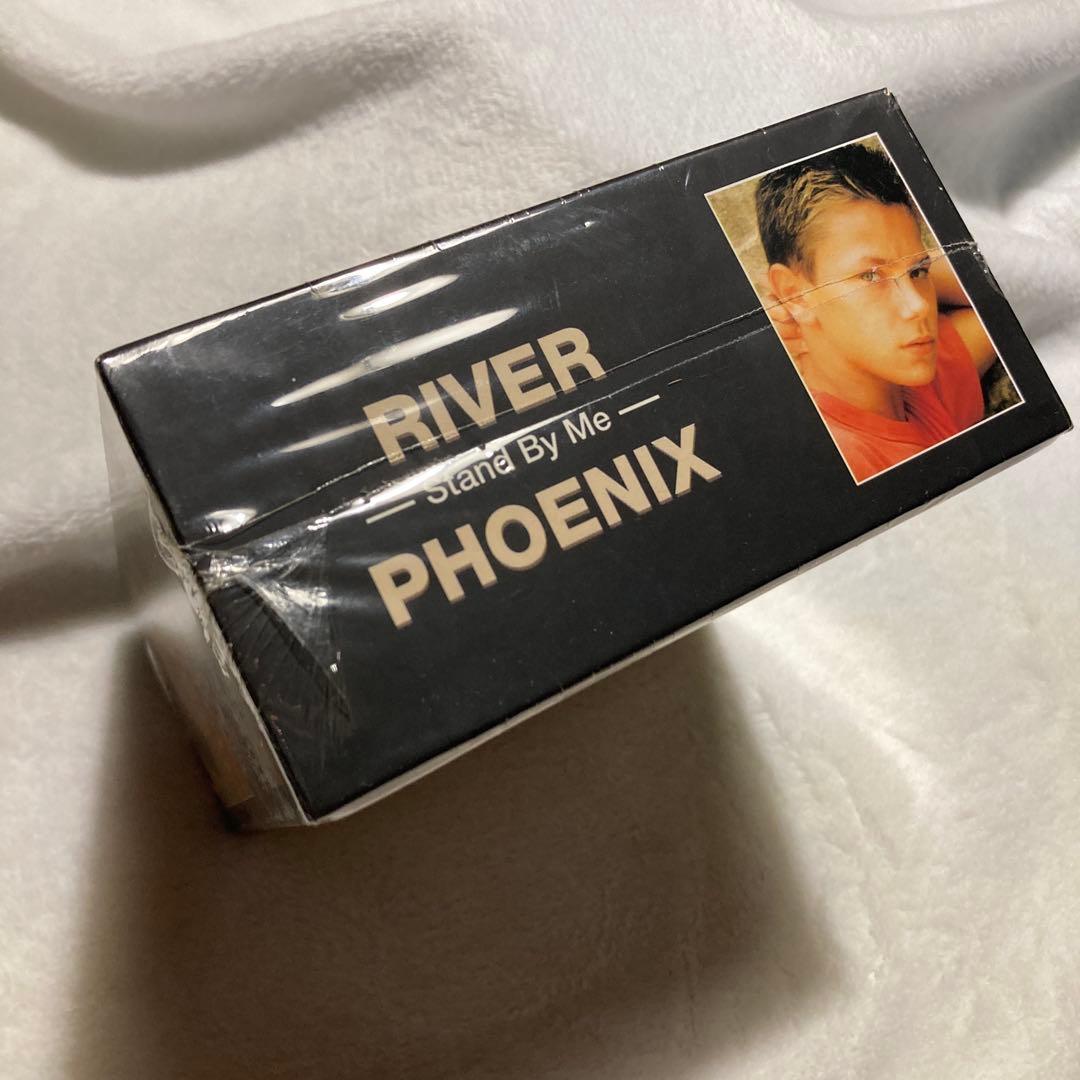 RIVER
— Stand By Me —
PHOENIX